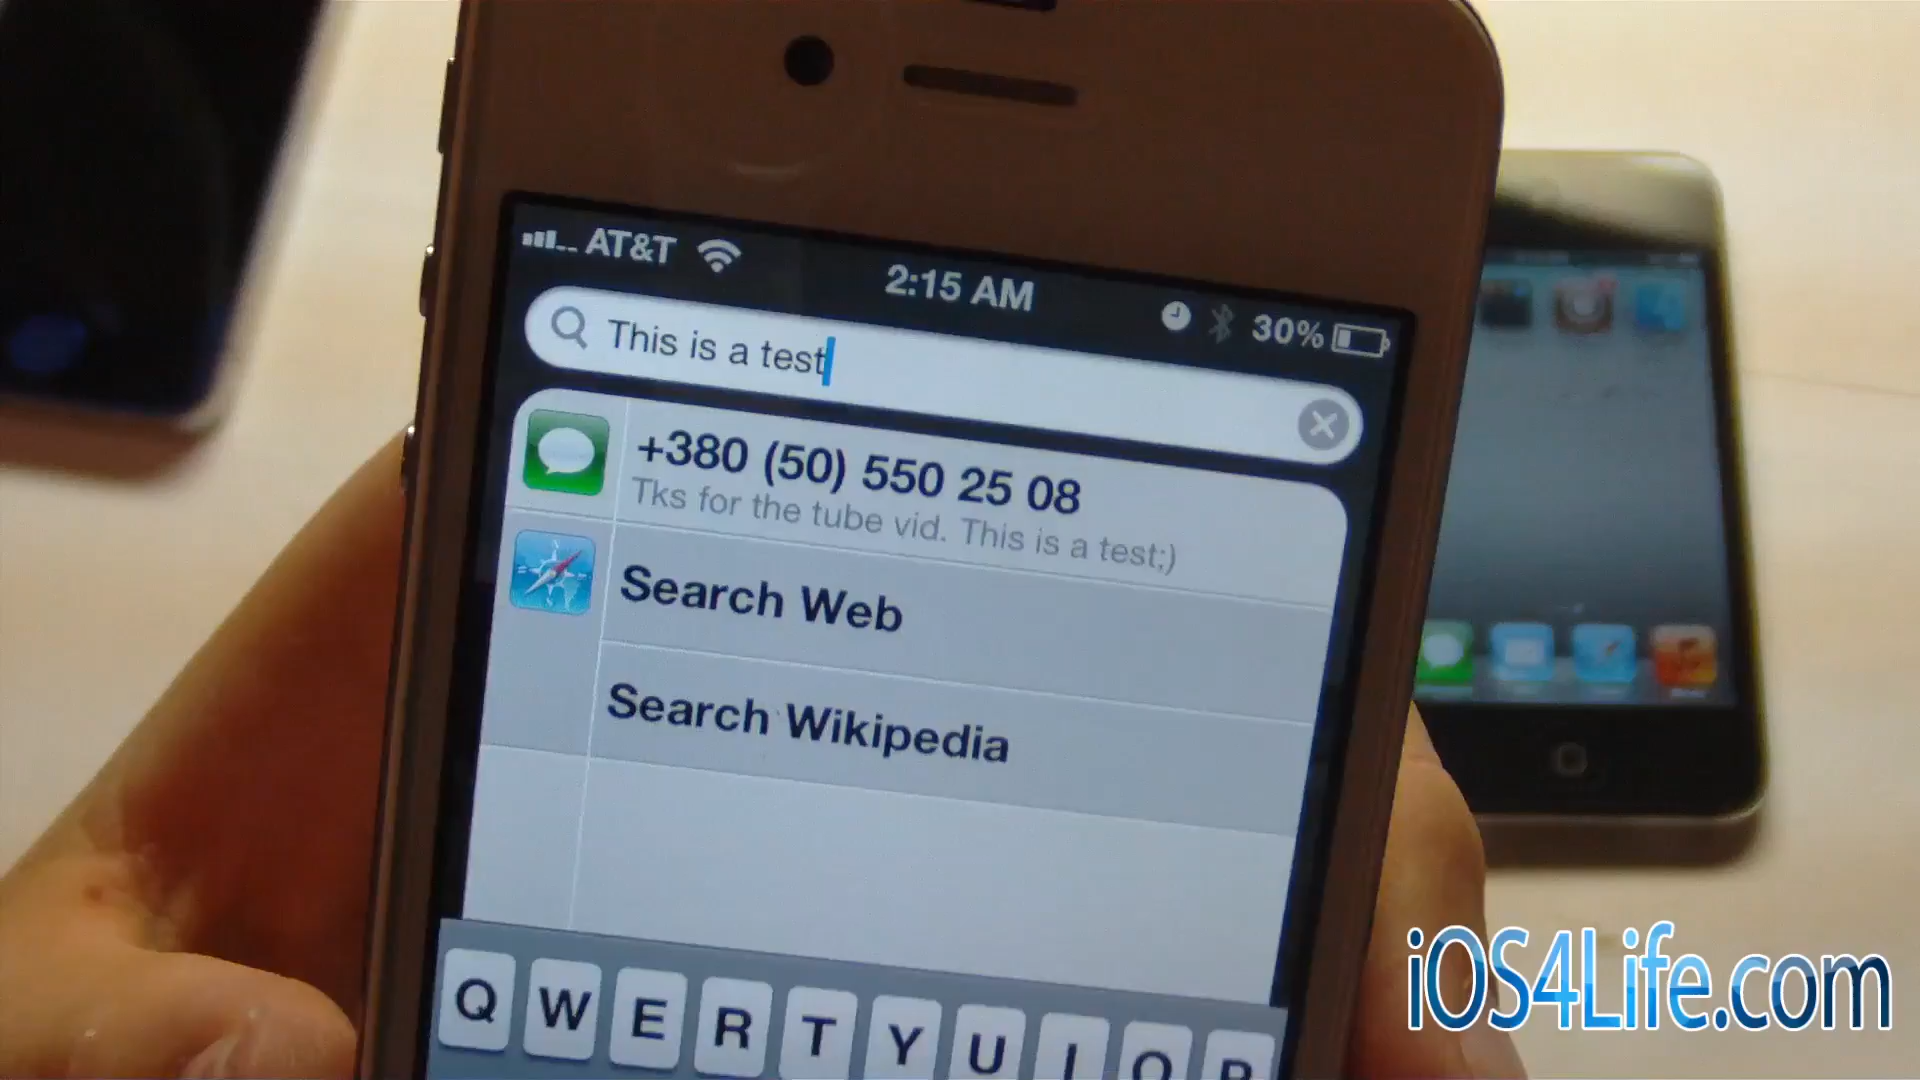 AT&T 2:15 AM 30%
This is a test
+380 (50) 550 25 08
Tks for the tube vid. This is a test;)
Search Web
Search Wikipedia
Q W E R T Y U I O P
iOS4Life.com